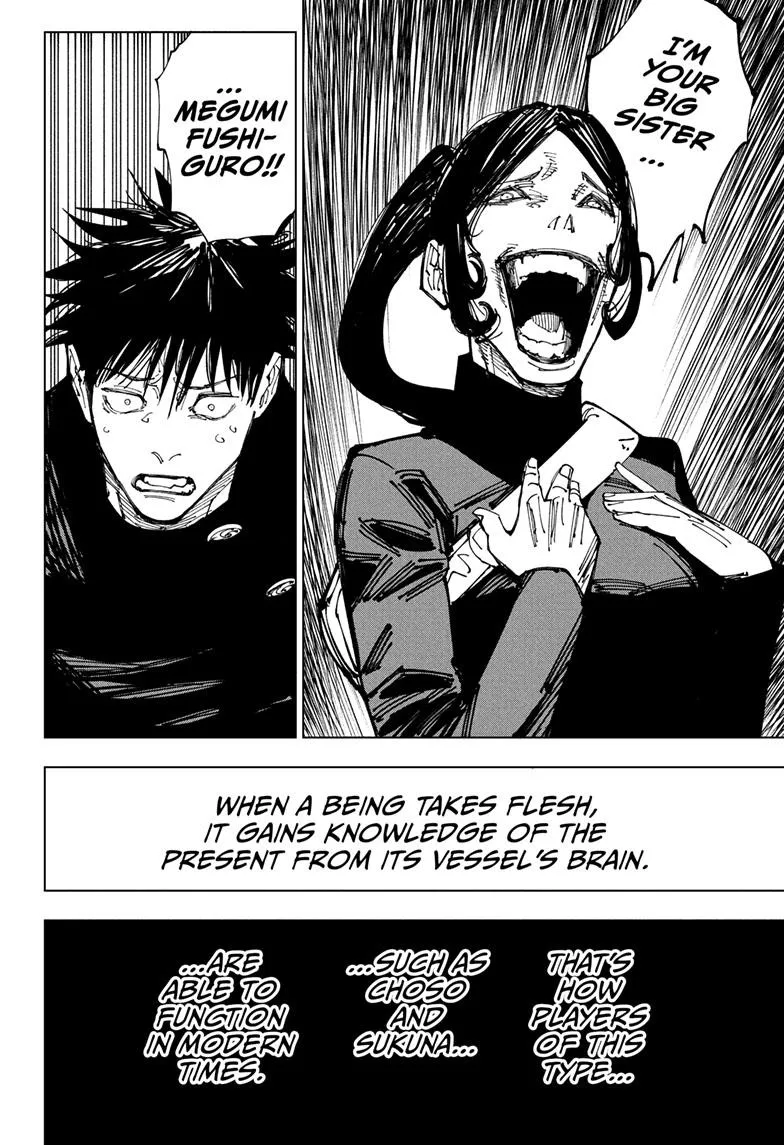 I'M
YOUR
BIG
SISTER
...
...
MEGUMI
FUSHI-
GURO!!
WHEN A BEING TAKES FLESH,
IT GAINS KNOWLEDGE OF THE
PRESENT FROM ITS VESSEL'S BRAIN.
THAT'S
HOW
PLAYERS
OF THIS
TYPE...
...SUCH AS
CHOSO
AND
SUKUNA...
...ARE
ABLE TO
FUNCTION
IN MODERN
TIMES.